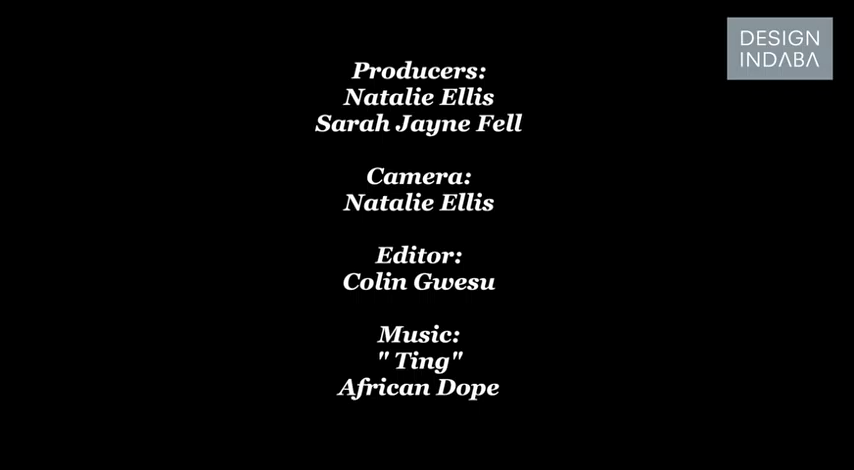 DESIGN
INDABA
Producers:
Natalie Ellis
Sarah Jayne Fell
Camera:
Natalie Ellis
Editor:
Colin Gwesu
Music:
" Ting"
African Dope